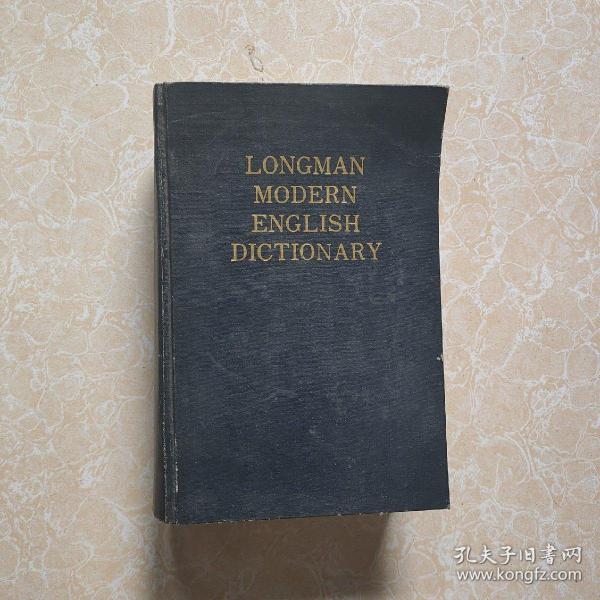 LONGMAN
MODERN
ENGLISH
DICTIONARY
孔夫子旧书网
www.kongfz.com